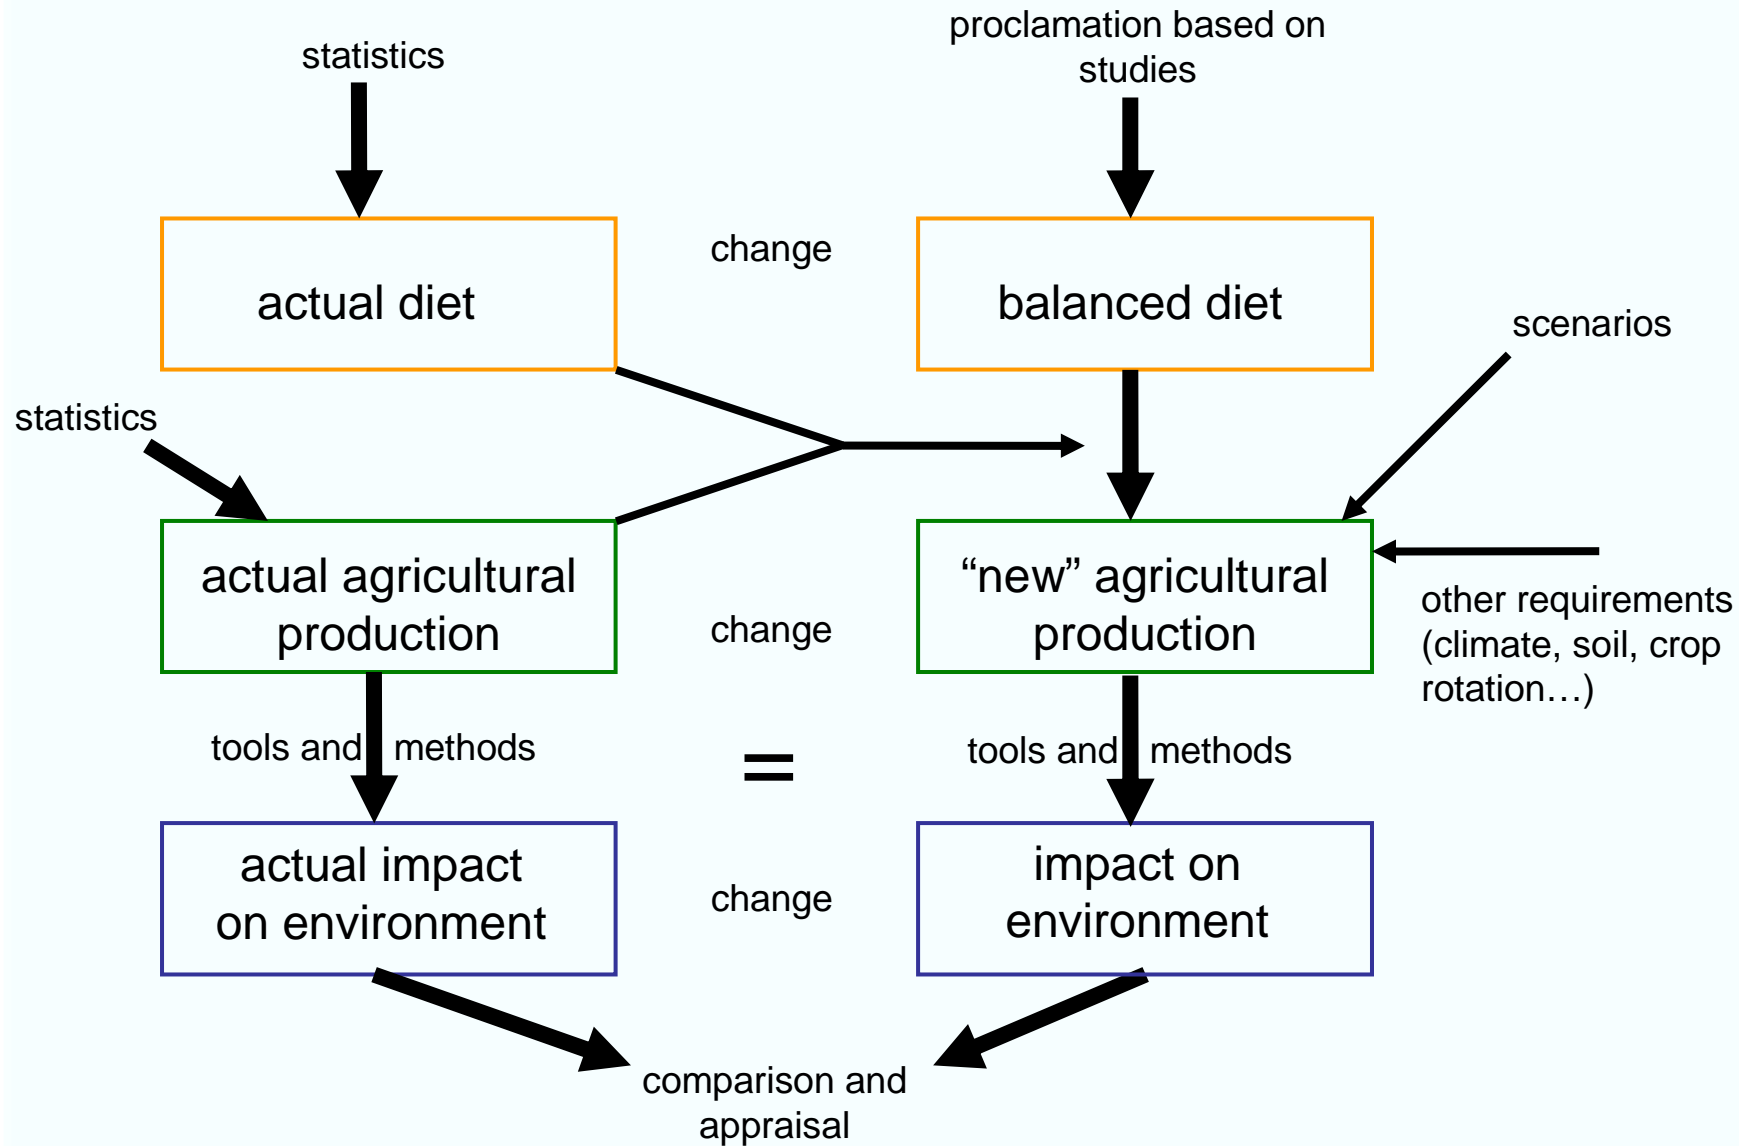 statistics
proclamation based on
studies
change
actual diet
balanced diet
scenarios
statistics
actual agricultural
production
change
“new” agricultural
production
other requirements
(climate, soil, crop
rotation…)
tools and methods
=
tools and methods
actual impact
on environment
change
impact on
environment
comparison and
appraisal